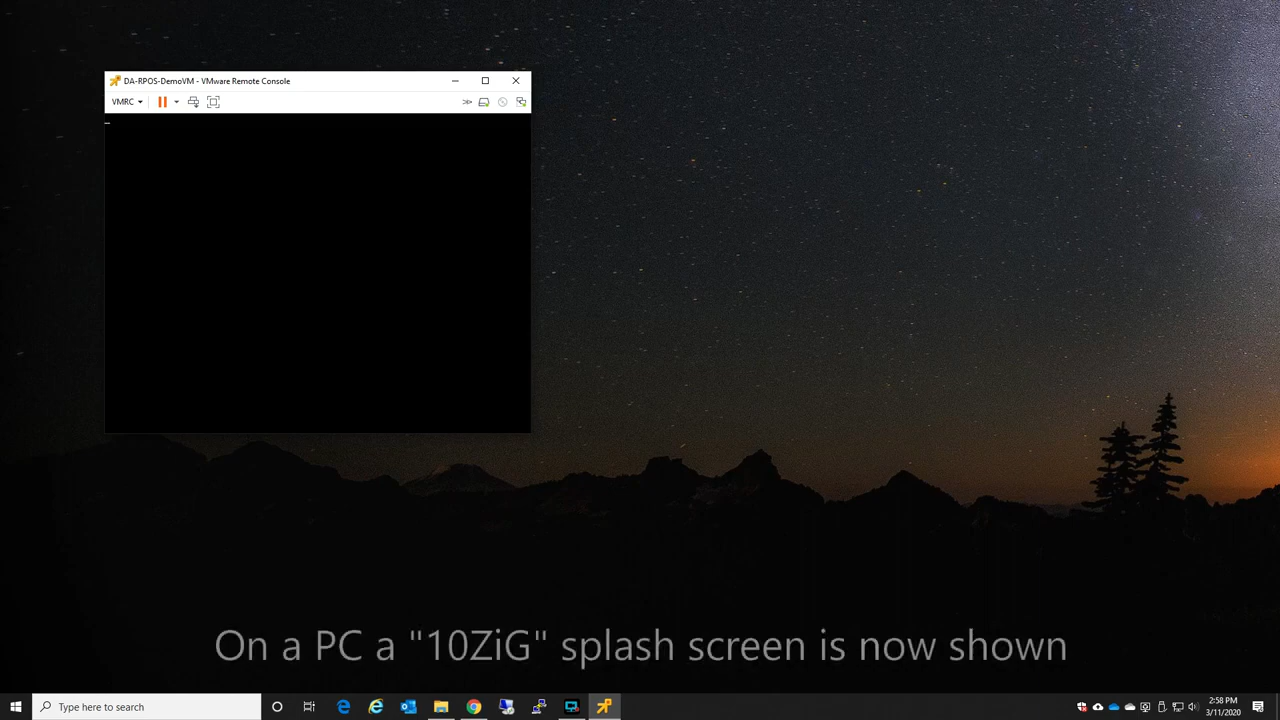 DA-RPOS-DemoVM - VMware Remote Console
VMRC
On a PC a "10ZiG" splash screen is now shown
Type here to search
2:58 PM
3/11/2020